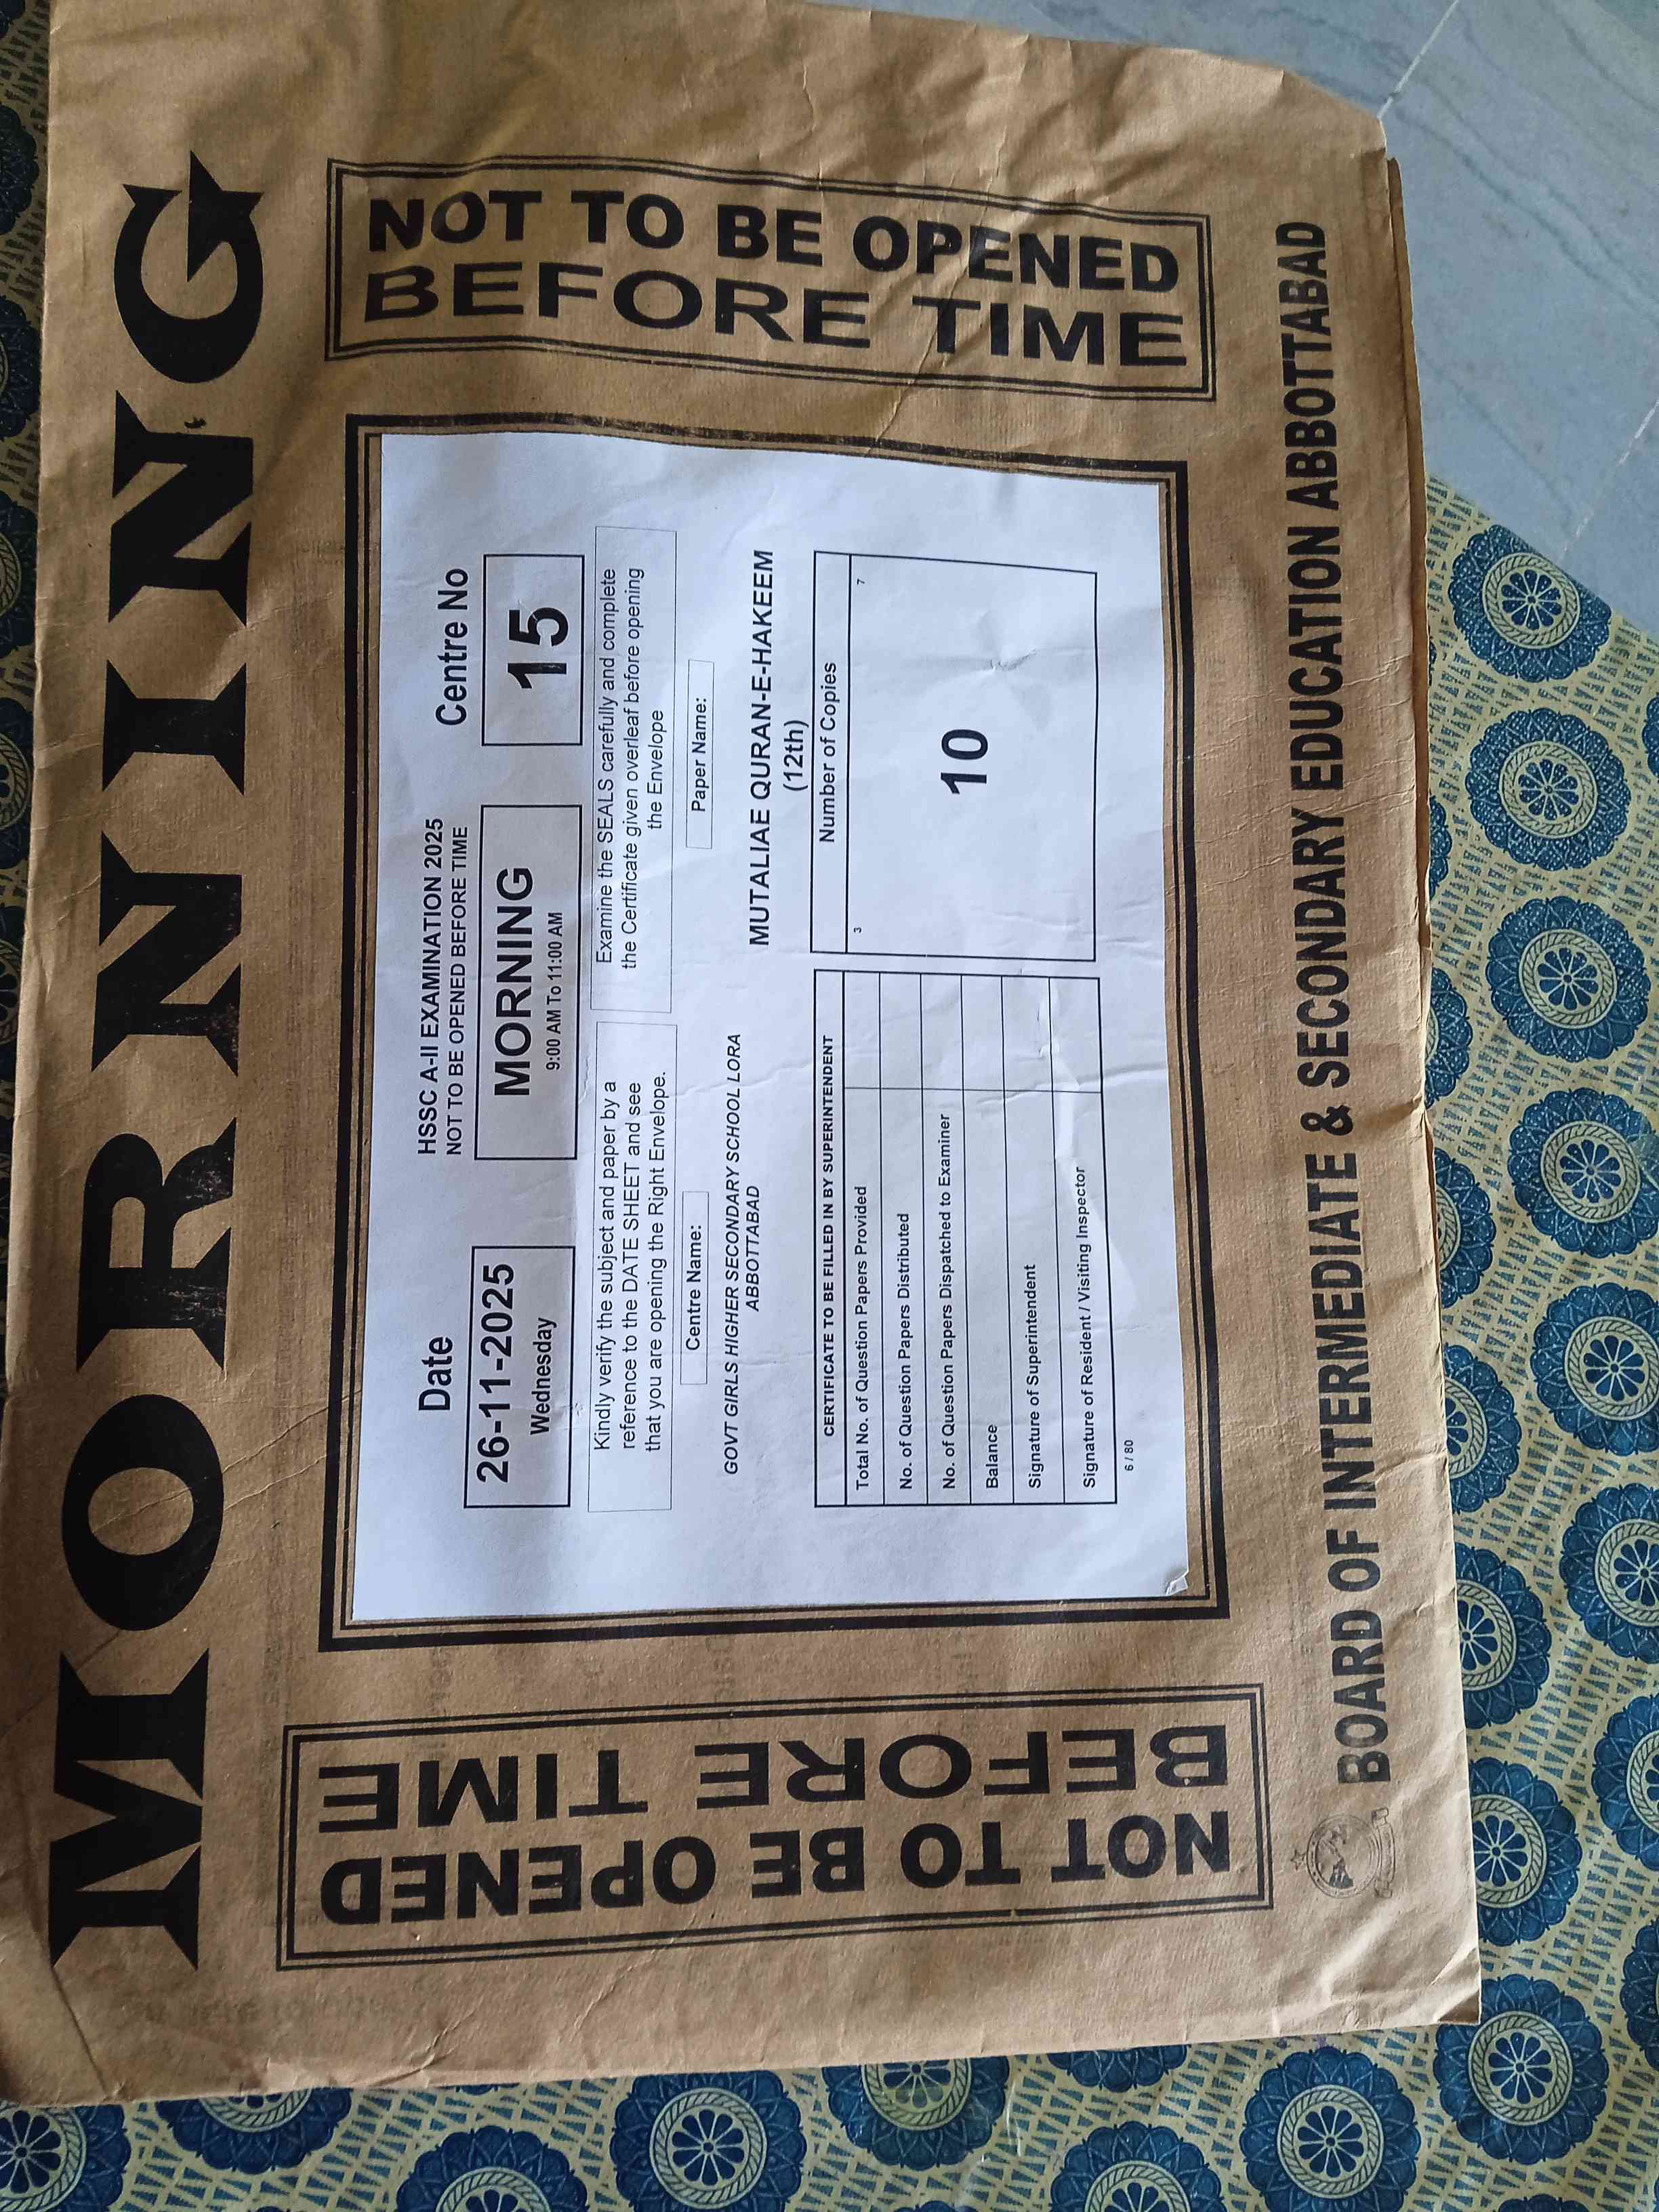 MORNING
NOT TO BE OPENED
BEFORE TIME
Date
26-11-2025
Wednesday
HSSC A-II EXAMINATION 2025
NOT TO BE OPENED BEFORE TIME
MORNING
9:00 AM To 11:00 AM
Centre No
15
Kindly verify the subject and paper by a
reference to the DATE SHEET and see
that you are opening the Right Envelope.
Examine the SEALS carefully and complete
the Certificate given overleaf before opening
the Envelope
Centre Name:
GOVT GIRLS HIGHER SECONDARY SCHOOL LORA
ABBOTTABAD
Paper Name:
MUTALIAE QURAN-E-HAKEEM
(12th)
CERTIFICATE TO BE FILLED IN BY SUPERINTENDENT
Total No. of Question Papers Provided
No. of Question Papers Distributed
No. of Question Papers Dispatched to Examiner
Balance
Signature of Superintendent
Signature of Resident / Visiting Inspector
Number of Copies
3
7
10
6 / 80
NOT TO BE OPENED
BEFORE TIME
BOARD OF INTERMEDIATE & SECONDARY EDUCATION ABBOTTABAD